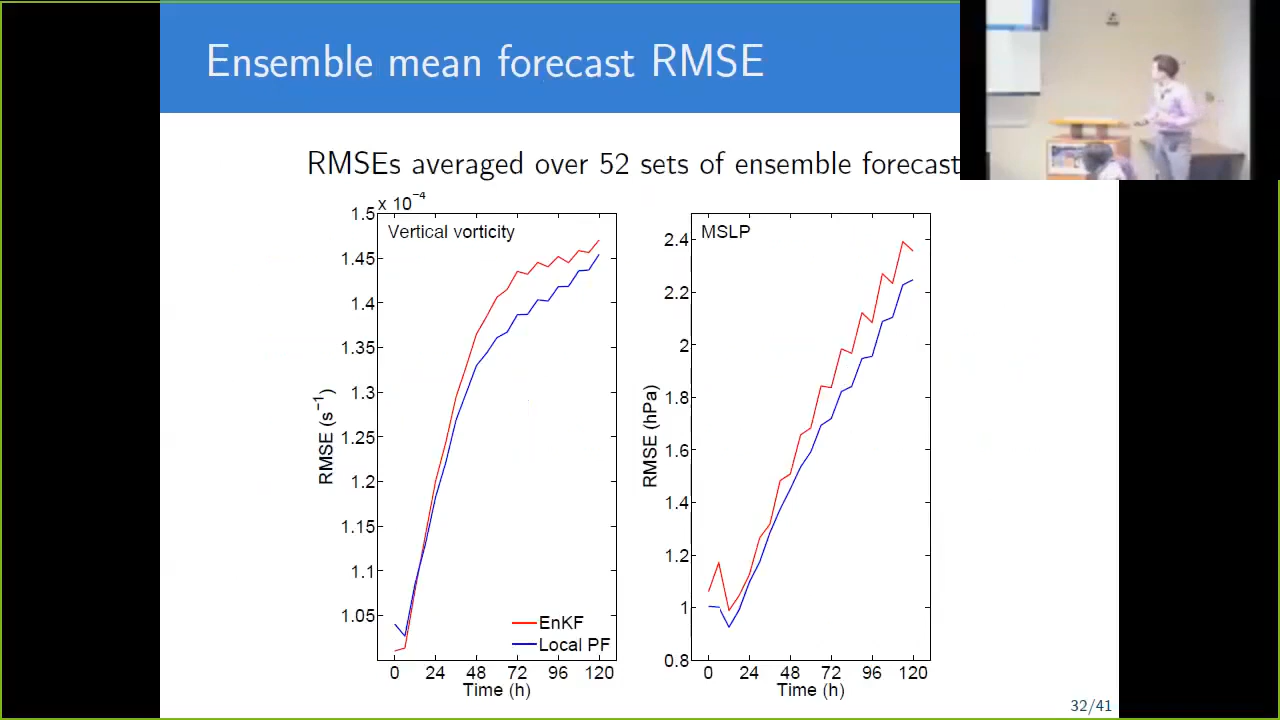 Ensemble mean forecast RMSE
RMSEs averaged over 52 sets of ensemble forecast
x 10⁻⁴
1.5
1.45
1.4
1.35
1.3
1.25
1.2
1.15
1.1
1.05
RMSE (s⁻¹)
Vertical vorticity
EnKF
Local PF
0 24 48 72 96 120
Time (h)
2.4
2.2
2
1.8
1.6
1.4
1.2
1
0.8
RMSE (hPa)
MSLP
0 24 48 72 96 120
Time (h)
32/41